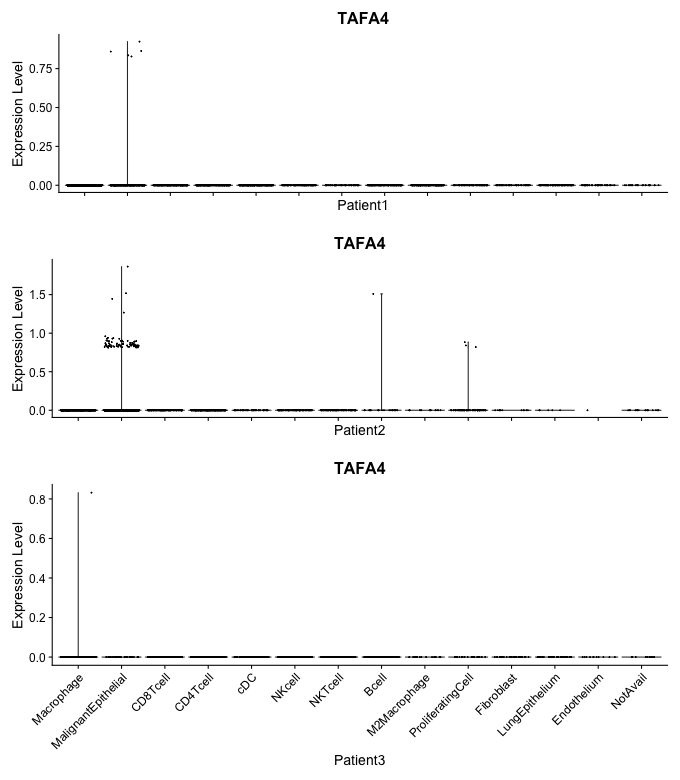 TAFA4
Expression Level
0.75
0.50
0.25
0.00
Patient1
TAFA4
Expression Level
1.5
1.0
0.5
0.0
Patient2
TAFA4
Expression Level
0.8
0.6
0.4
0.2
0.0
Macrophage
MalignantEpithelial
CD8Tcell
CD4Tcell
cDC
NKcell
NKTcell
Bcell
M2Macrophage
ProliferatingCell
Fibroblast
LungEpithelium
Endothelium
NotAvail
Patient3